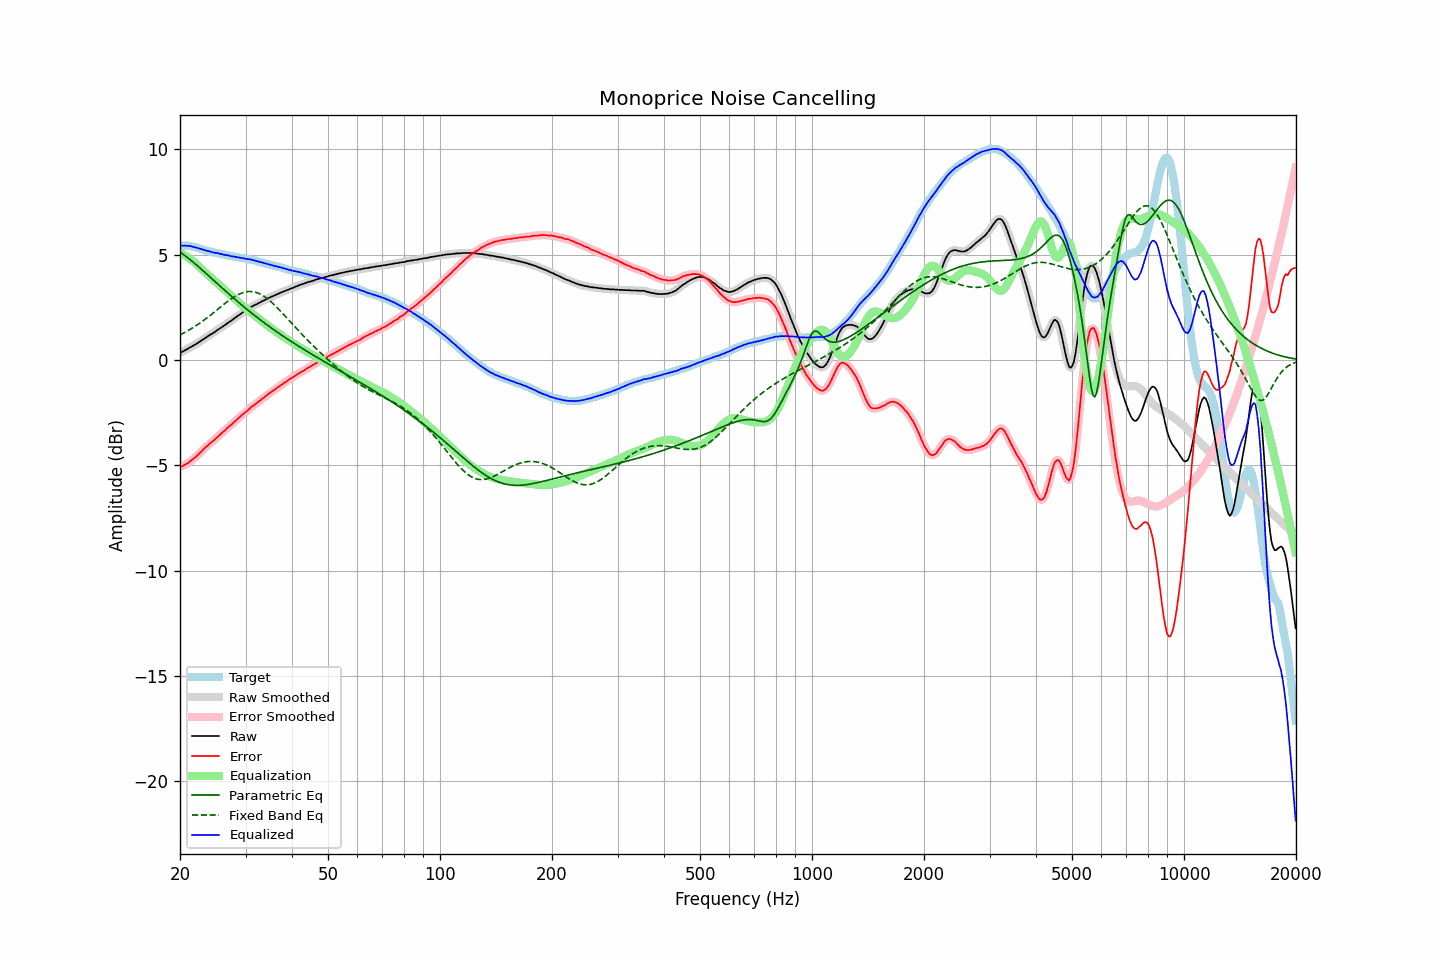 Monoprice Noise Cancelling
10
5
0
−5
−10
−15
−20
Amplitude (dBr)
Target
Raw Smoothed
Error Smoothed
Raw
Error
Equalization
Parametric Eq
Fixed Band Eq
Equalized
20 50 100 200 500 1000 2000 5000 10000 20000
Frequency (Hz)